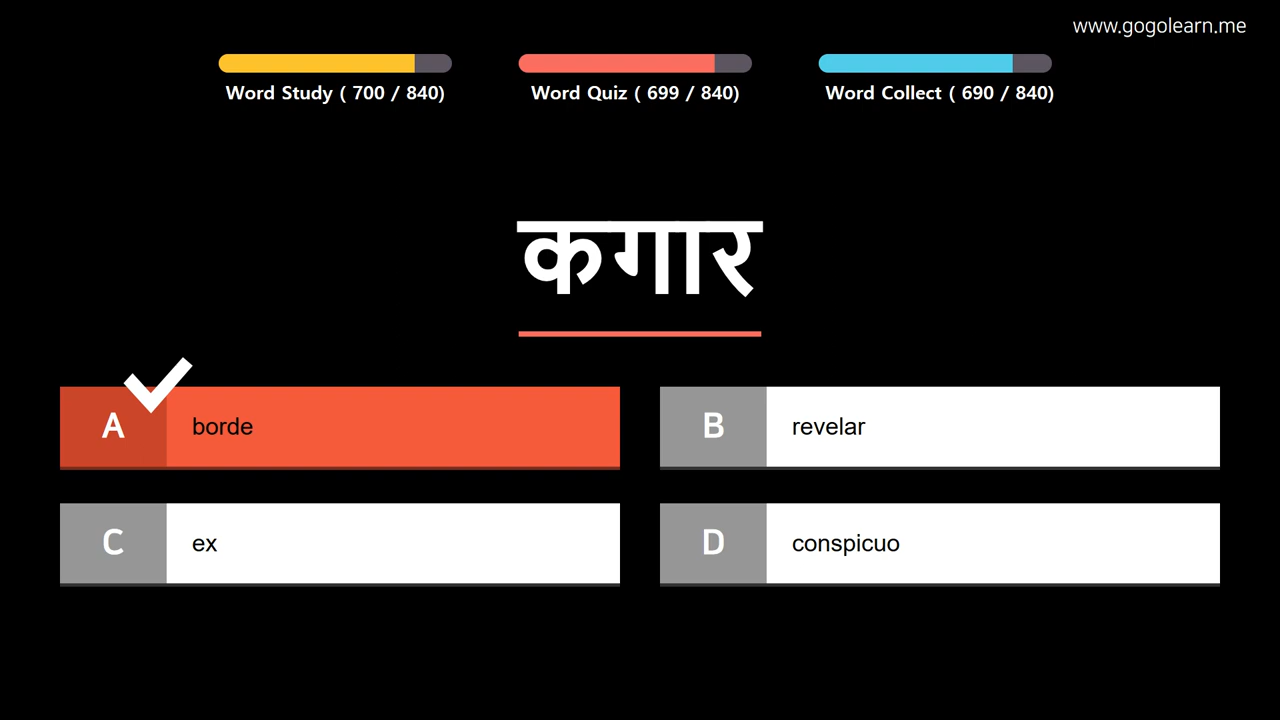 www.gogolearn.me
Word Study ( 700 / 840)
Word Quiz ( 699 / 840)
Word Collect ( 690 / 840)
कगार
A borde
B revelar
C ex
D conspicuo